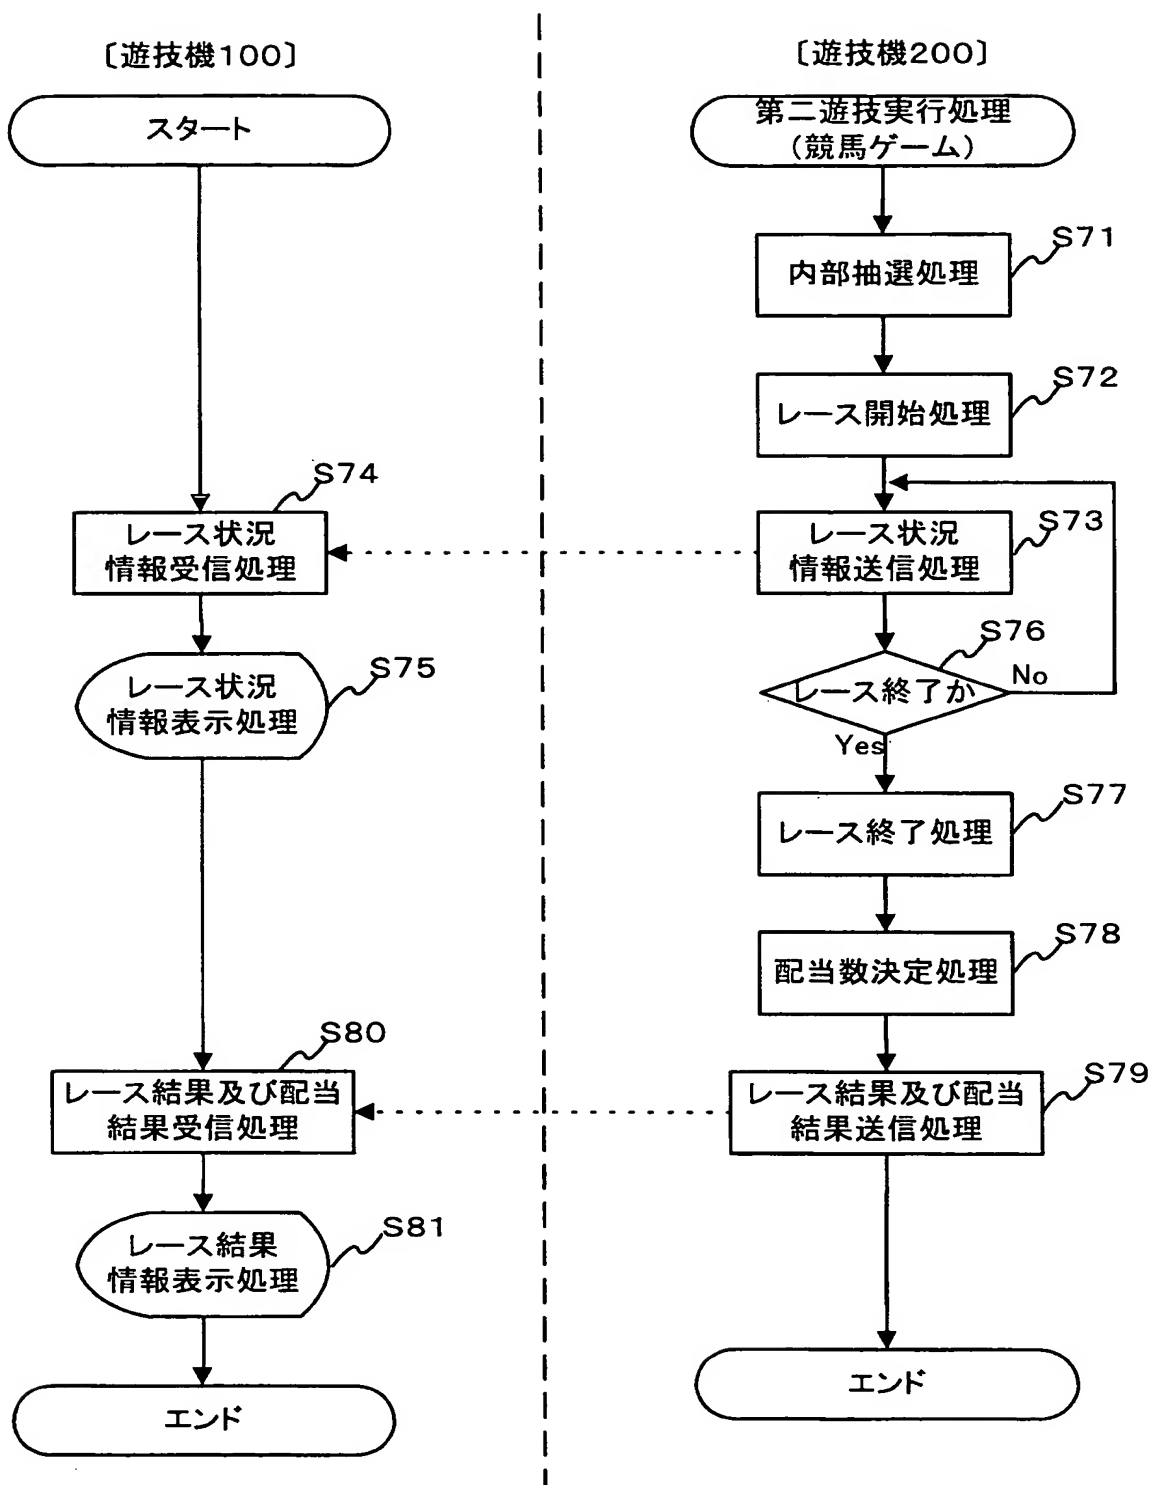 〔遊技機100〕
スタート
S74
レース状況
情報受信処理
S75
レース状況
情報表示処理
S80
レース結果及び配当
結果受信処理
S81
レース結果
情報表示処理
エンド
〔遊技機200〕
第二遊技実行処理
(競馬ゲーム)
S71
内部抽選処理
S72
レース開始処理
S73
レース状況
情報送信処理
S76
レース終了か
No
Yes
S77
レース終了処理
S78
配当数決定処理
S79
レース結果及び配当
結果送信処理
エンド